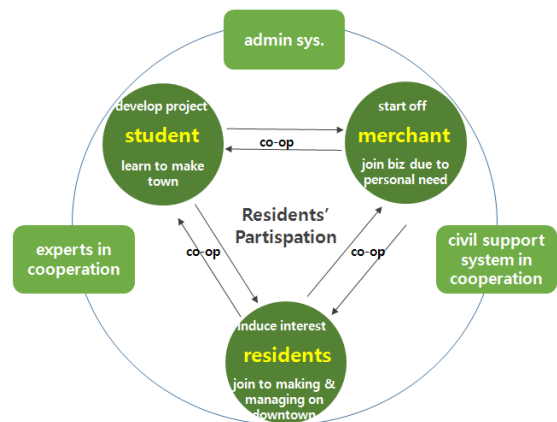 admin sys.
develop project
student
learn to make
town
start off
merchant
join biz due to
personal need
co-op
Residents'
Partispation
experts in
cooperation
co-op
co-op
civil support
system in
cooperation
induce interest
residents
join to making &
managing on
downtown